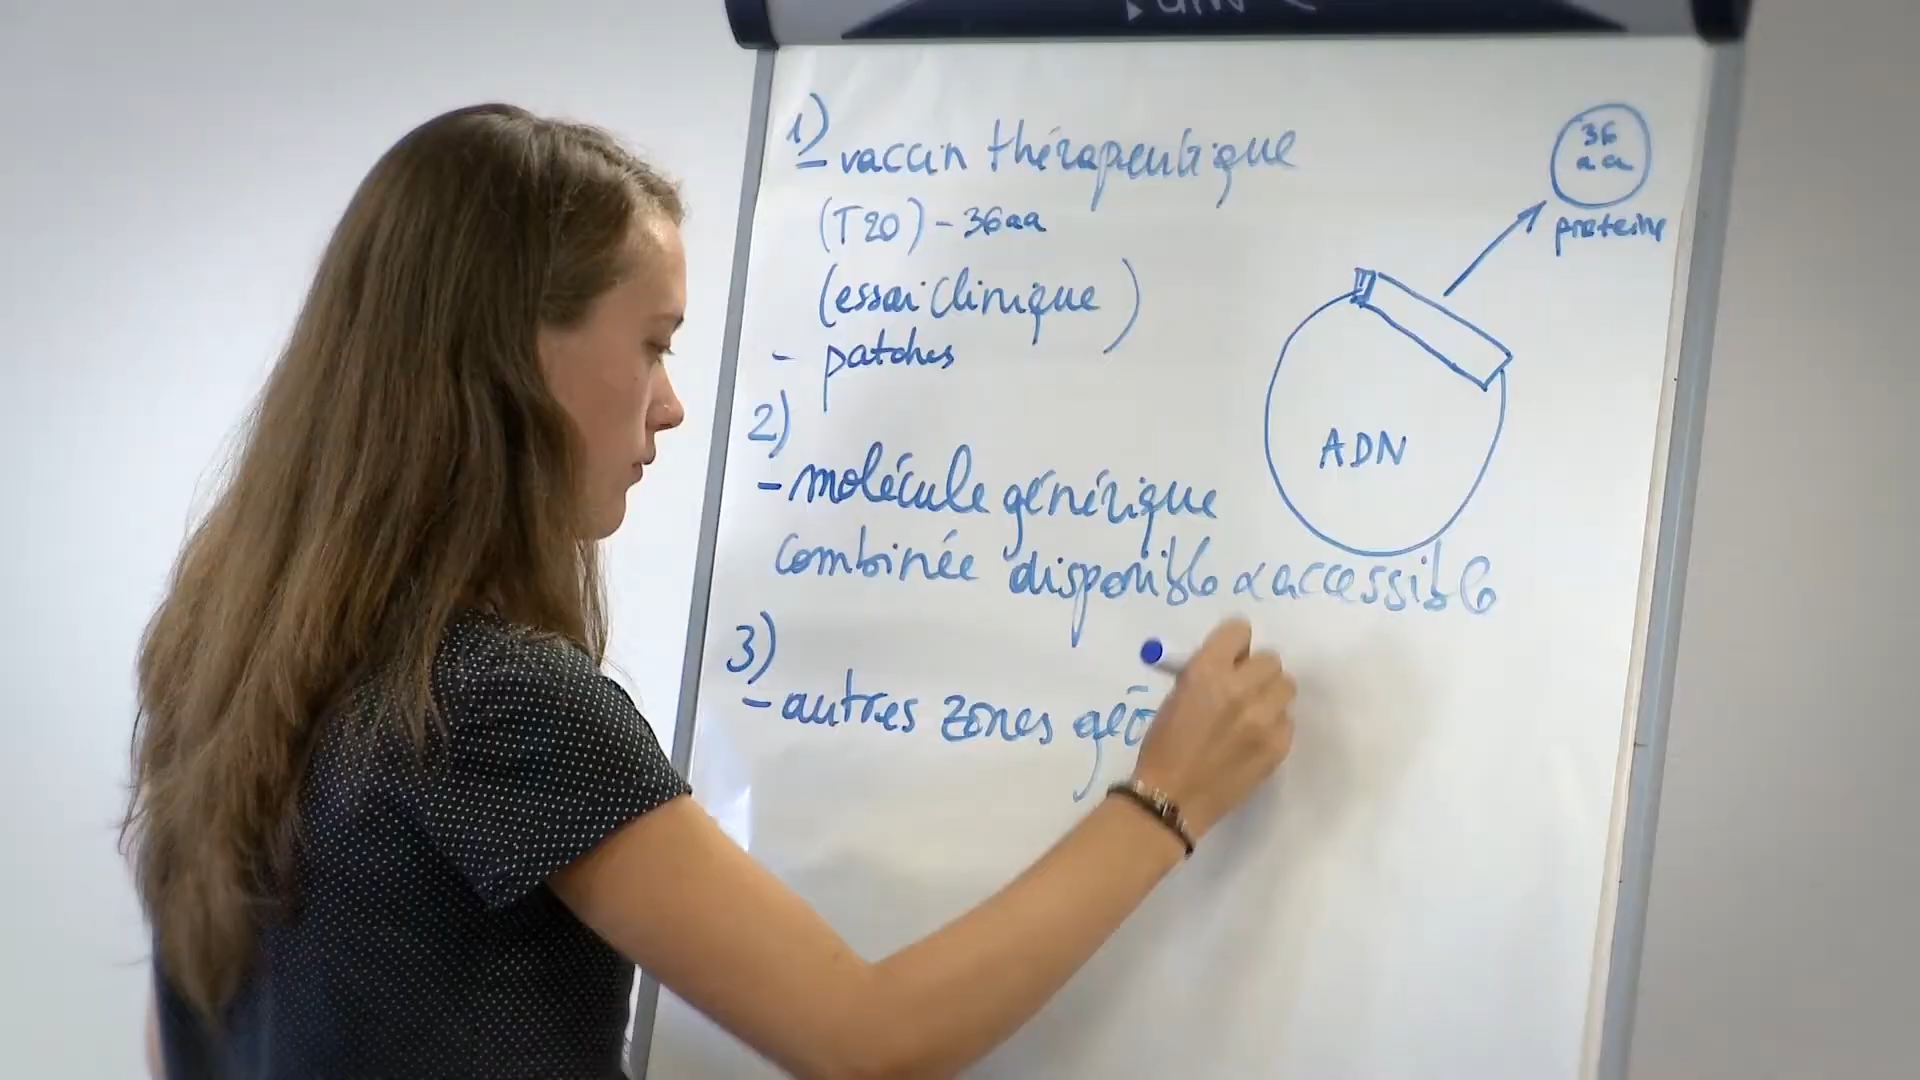 1)
- vaccin thérapeutique
(T20) - 36aa
(essai clinique)
- patches
2)
- molécule générique
combinée disponible & accessible
3)
- autres zones géo
36
aa
proteine
ADN